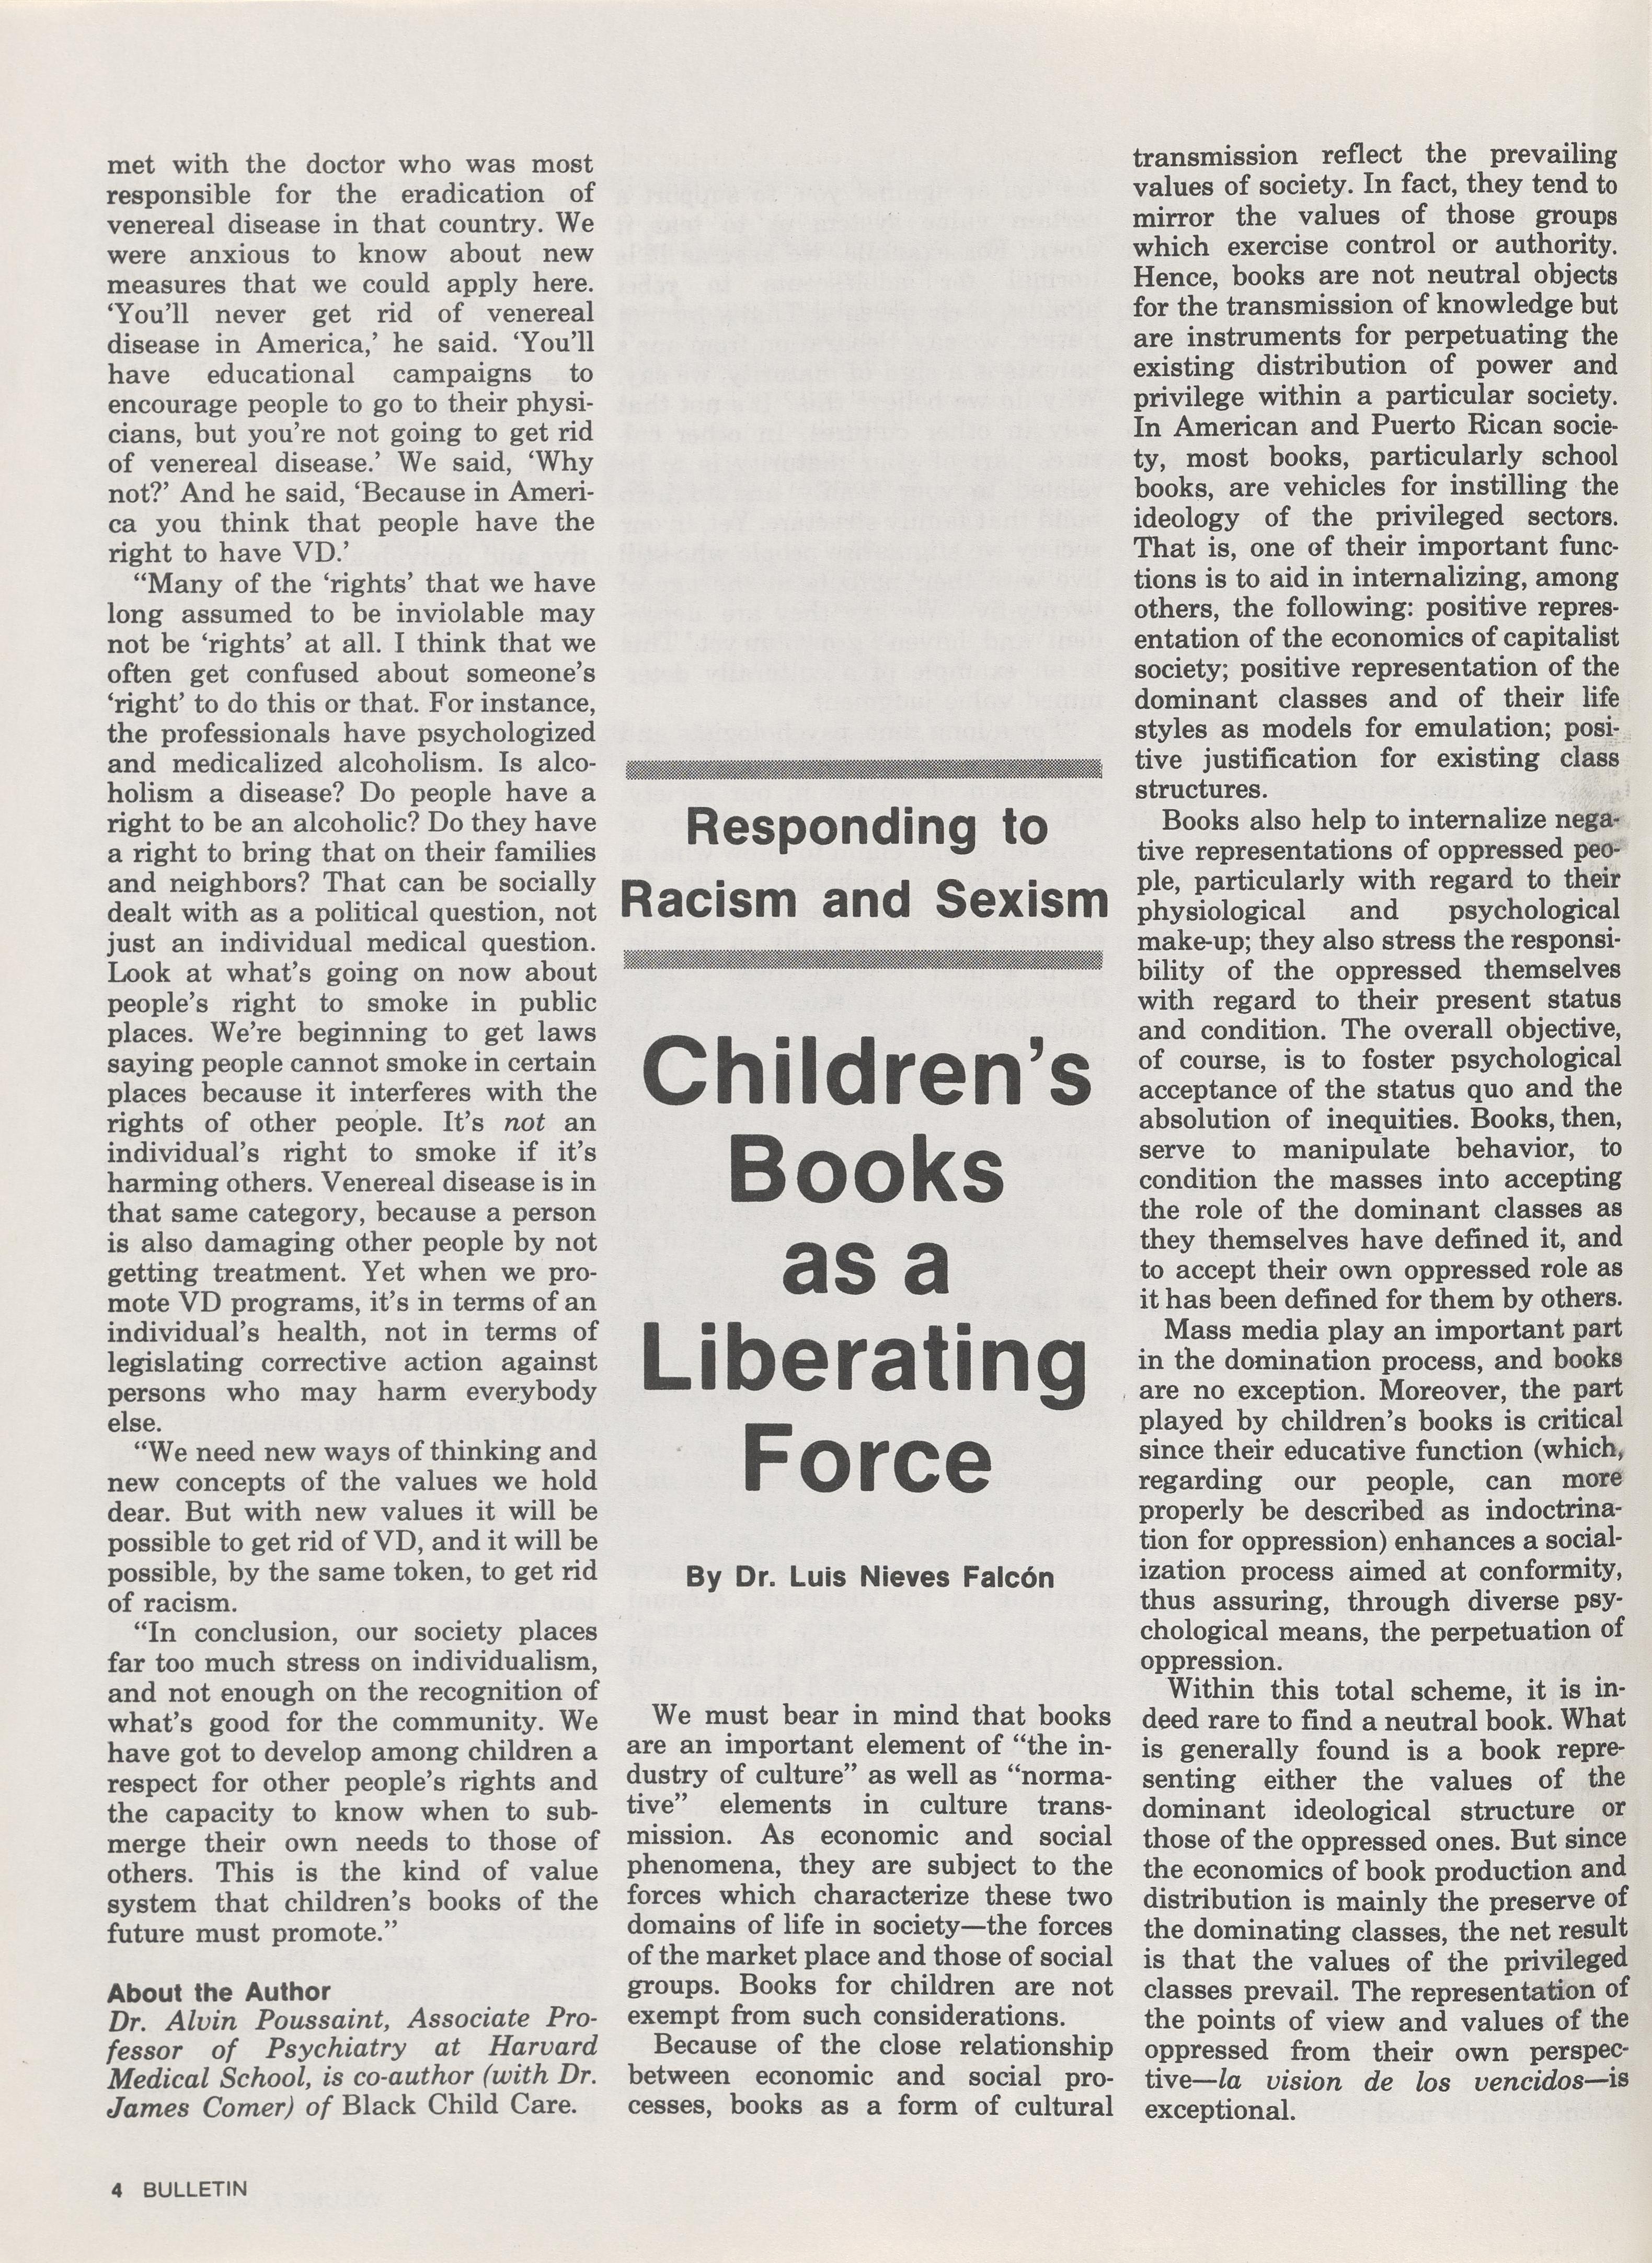 met with the doctor who was most
responsible for the eradication of
venereal disease in that country. We
were anxious to know about new
measures that we could apply here.
‘You’ll never get rid of venereal
disease in America,’ he said. ‘You’ll
have educational campaigns to
encourage people to go to their physi-
cians, but you’re not going to get rid
of venereal disease.’ We said, ‘Why
not?’ And he said, ‘Because in Ameri-
ca you think that people have the
right to have VD.’
“Many of the ‘rights’ that we have
long assumed to be inviolable may
not be ‘rights’ at all. I think that we
often get confused about someone’s
‘right’ to do this or that. For instance,
the professionals have psychologized
and medicalized alcoholism. Is alco-
holism a disease? Do people have a
right to be an alcoholic? Do they have
a right to bring that on their families
and neighbors? That can be socially
dealt with as a political question, not
just an individual medical question.
Look at what’s going on now about
people’s right to smoke in public
places. We’re beginning to get laws
saying people cannot smoke in certain
places because it interferes with the
rights of other people. It’s not an
individual’s right to smoke if it’s
harming others. Venereal disease is in
that same category, because a person
is also damaging other people by not
getting treatment. Yet when we pro-
mote VD programs, it’s in terms of an
individual’s health, not in terms of
legislating corrective action against
persons who may harm everybody
else.
“We need new ways of thinking and
new concepts of the values we hold
dear. But with new values it will be
possible to get rid of VD, and it will be
possible, by the same token, to get rid
of racism.
“In conclusion, our society places
far too much stress on individualism,
and not enough on the recognition of
what’s good for the community. We
have got to develop among children a
respect for other people’s rights and
the capacity to know when to sub-
merge their own needs to those of
others. This is the kind of value
system that children’s books of the
future must promote.”
About the Author
Dr. Alvin Poussaint, Associate Pro-
fessor of Psychiatry at Harvard
Medical School, is co-author (with Dr.
James Comer) of Black Child Care.
Responding to
Racism and Sexism
Children’s
Books
as a
Liberating
Force
By Dr. Luis Nieves Falcón
We must bear in mind that books
are an important element of “the in-
dustry of culture” as well as “norma-
tive” elements in culture trans-
mission. As economic and social
phenomena, they are subject to the
forces which characterize these two
domains of life in society—the forces
of the market place and those of social
groups. Books for children are not
exempt from such considerations.
Because of the close relationship
between economic and social pro-
cesses, books as a form of cultural
transmission reflect the prevailing
values of society. In fact, they tend to
mirror the values of those groups
which exercise control or authority.
Hence, books are not neutral objects
for the transmission of knowledge but
are instruments for perpetuating the
existing distribution of power and
privilege within a particular society.
In American and Puerto Rican socie-
ty, most books, particularly school
books, are vehicles for instilling the
ideology of the privileged sectors.
That is, one of their important func-
tions is to aid in internalizing, among
others, the following: positive repres-
entation of the economics of capitalist
society; positive representation of the
dominant classes and of their life
styles as models for emulation; posi-
tive justification for existing class
structures.
Books also help to internalize nega-
tive representations of oppressed peo-
ple, particularly with regard to their
physiological and psychological
make-up; they also stress the responsi-
bility of the oppressed themselves
with regard to their present status
and condition. The overall objective,
of course, is to foster psychological
acceptance of the status quo and the
absolution of inequities. Books, then,
serve to manipulate behavior, to
condition the masses into accepting
the role of the dominant classes as
they themselves have defined it, and
to accept their own oppressed role as
it has been defined for them by others.
Mass media play an important part
in the domination process, and books
are no exception. Moreover, the part
played by children’s books is critical
since their educative function (which,
regarding our people, can more
properly be described as indoctrina-
tion for oppression) enhances a social-
ization process aimed at conformity,
thus assuring, through diverse psy-
chological means, the perpetuation of
oppression.
Within this total scheme, it is in-
deed rare to find a neutral book. What
is generally found is a book repre-
senting either the values of the
dominant ideological structure or
those of the oppressed ones. But since
the economics of book production and
distribution is mainly the preserve of
the dominating classes, the net result
is that the values of the privileged
classes prevail. The representation of
the points of view and values of the
oppressed from their own perspec-
tive—la vision de los vencidos—is
exceptional.
4 BULLETIN